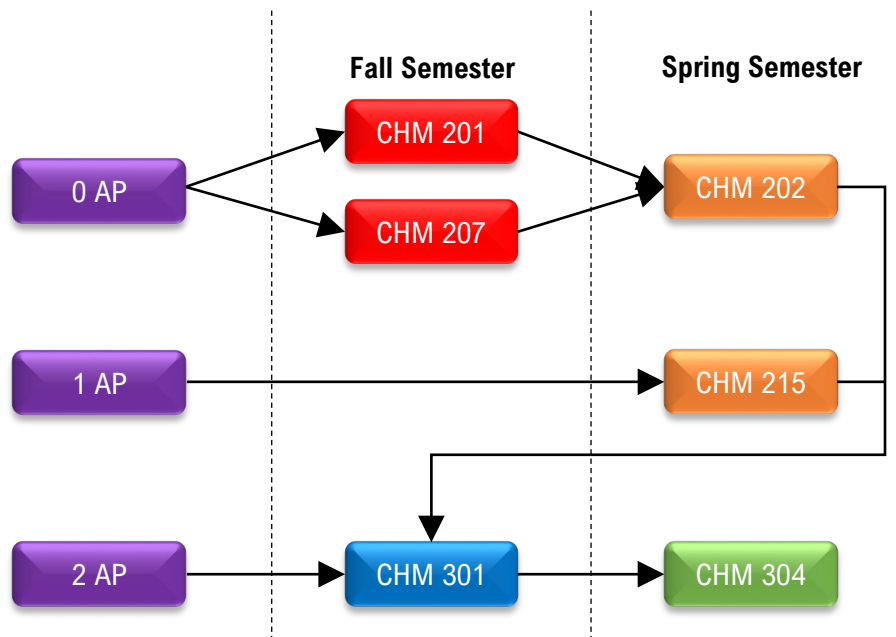 Fall Semester
Spring Semester
CHM 201
0 AP
CHM 202
CHM 207
1 AP
CHM 215
2 AP
CHM 301
CHM 304